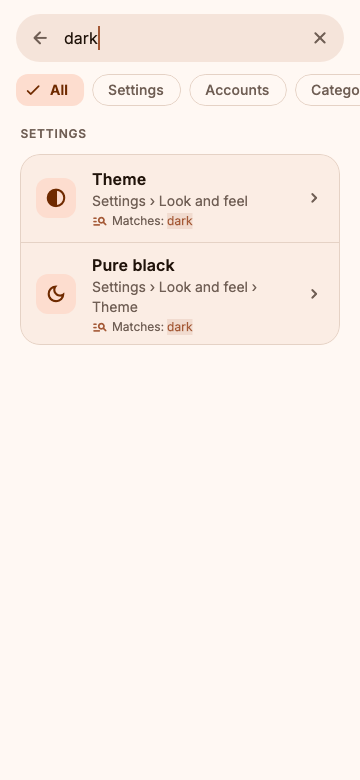 dark
All
Settings
Accounts
Catego
SETTINGS
Theme
Settings › Look and feel
Matches: dark
Pure black
Settings › Look and feel ›
Theme
Matches: dark